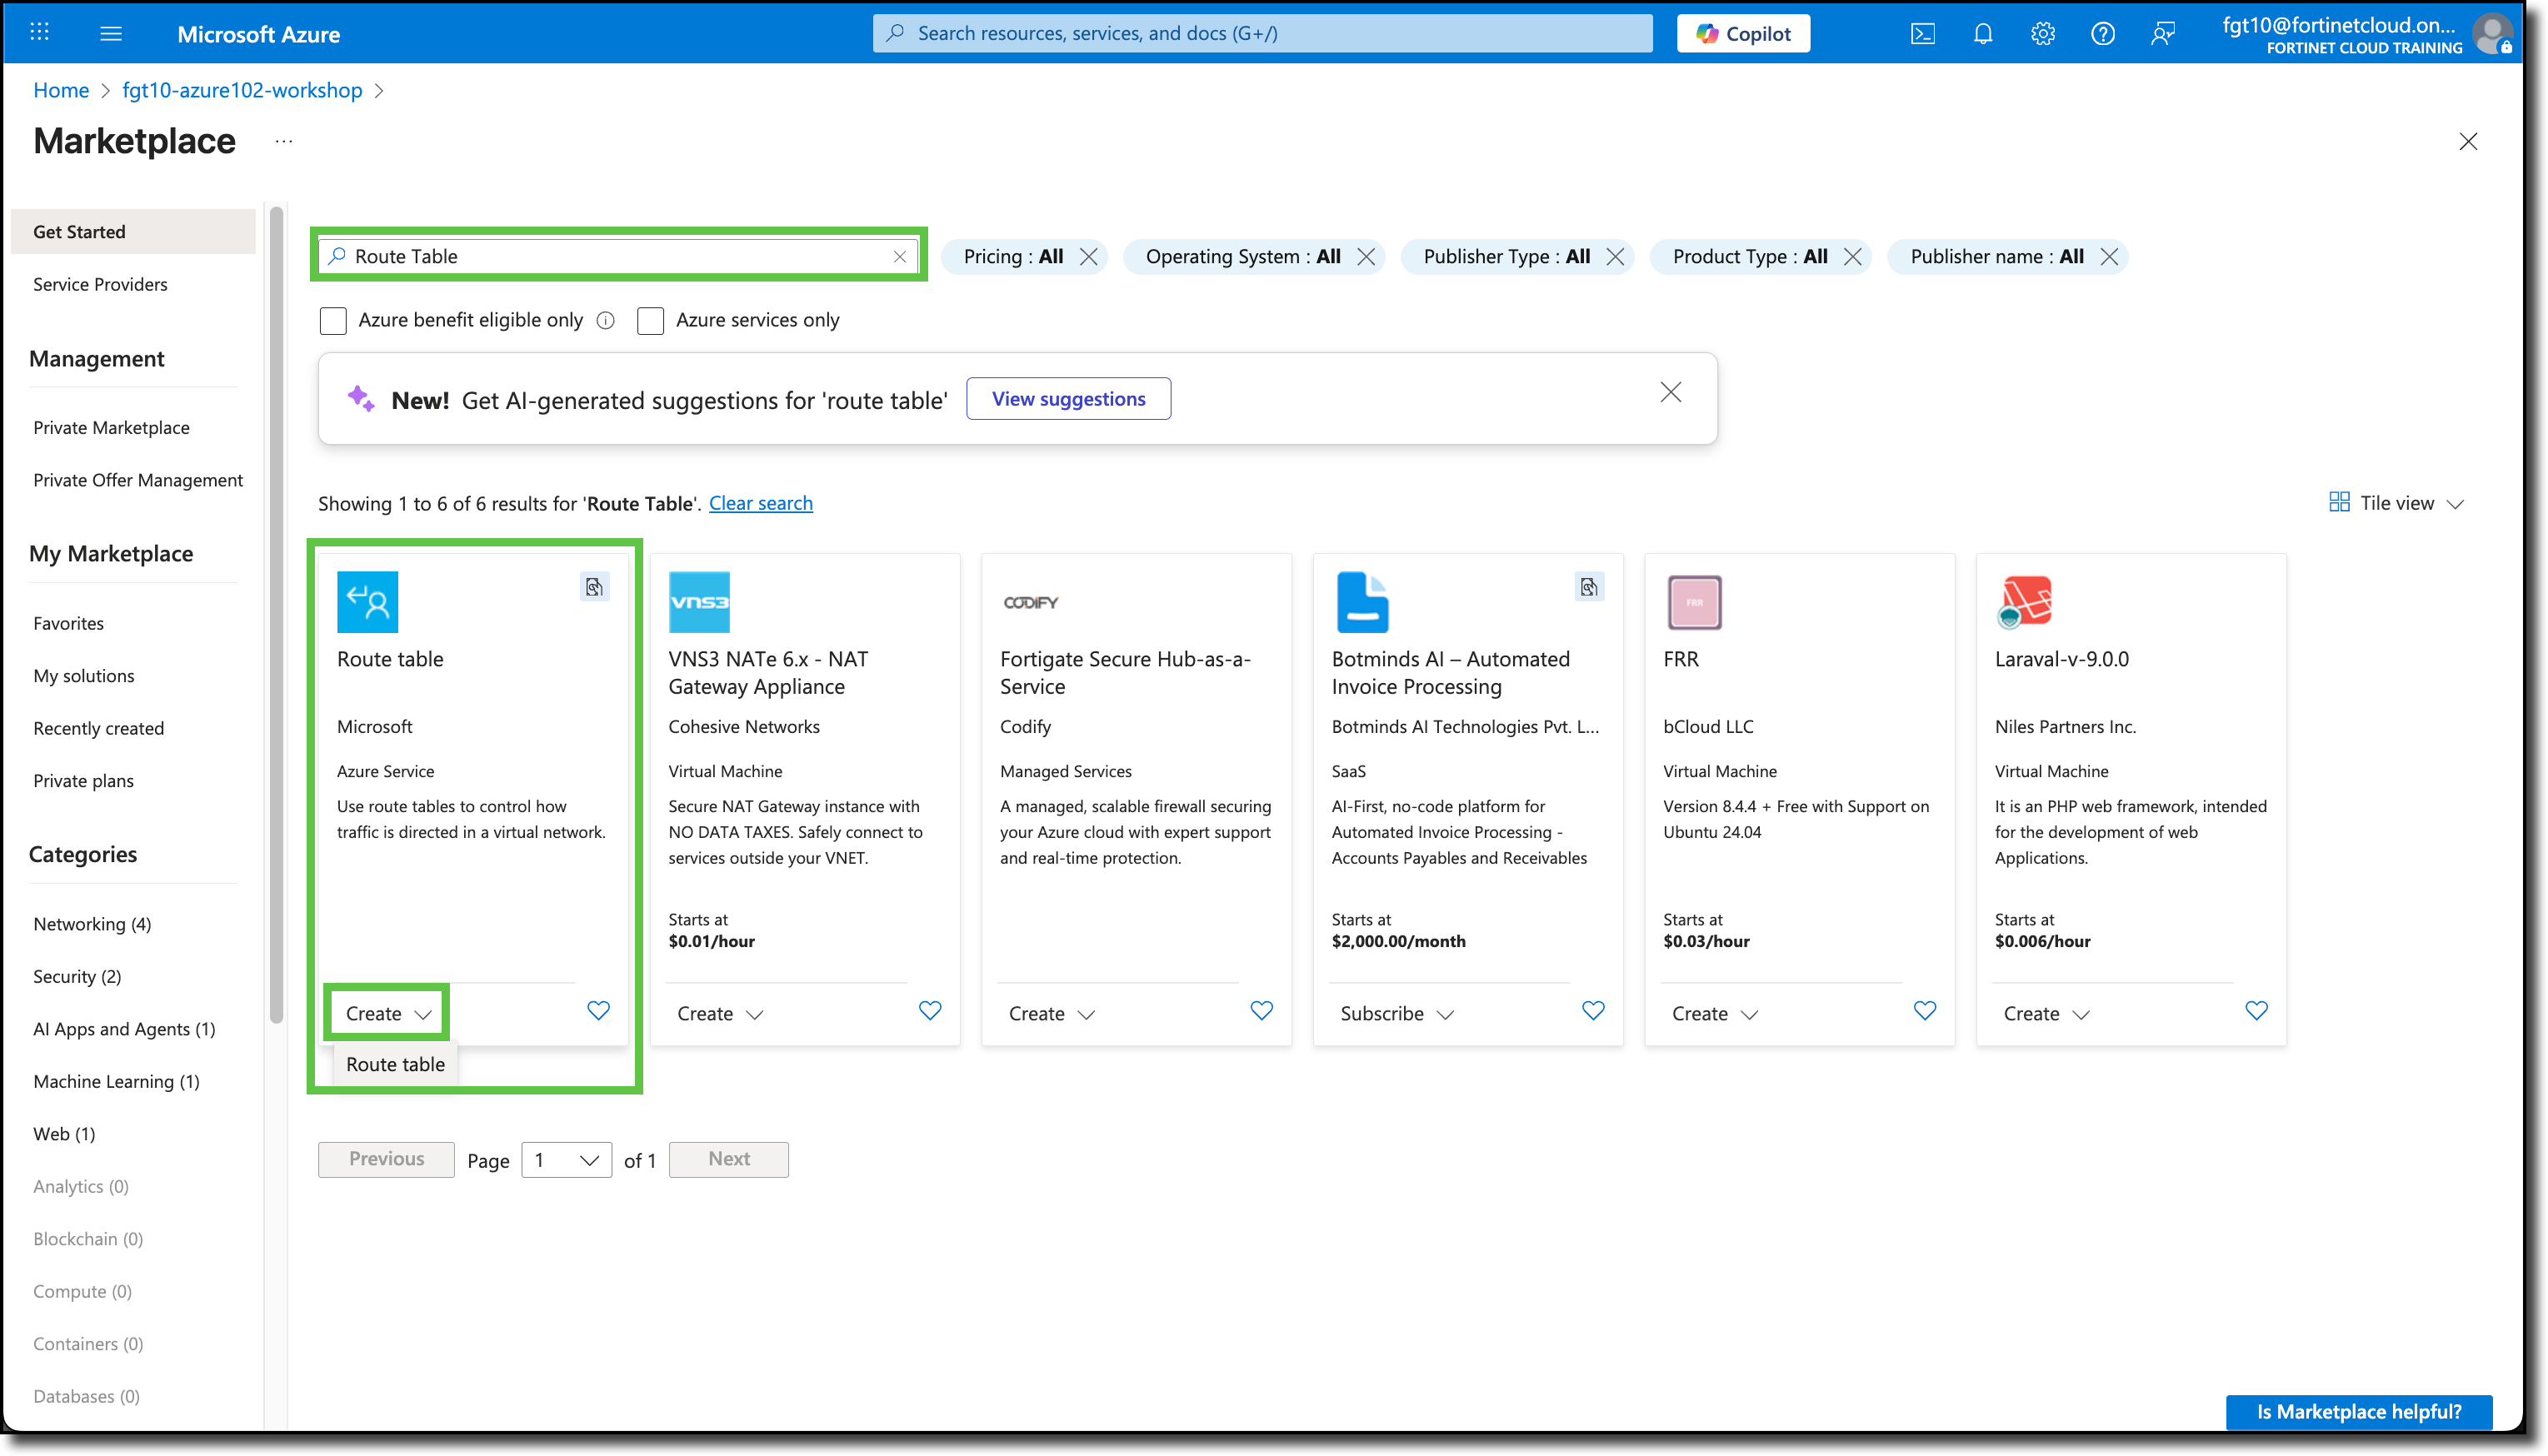 Microsoft Azure
Search resources, services, and docs (G+/)
Copilot
fgt10@fortinetcloud.on...
FORTINET CLOUD TRAINING
Home > fgt10-azure102-workshop >
Marketplace ...
Get Started
Service Providers
Management
Private Marketplace
Private Offer Management
My Marketplace
Favorites
My solutions
Recently created
Private plans
Categories
Networking (4)
Security (2)
AI Apps and Agents (1)
Machine Learning (1)
Web (1)
Analytics (0)
Blockchain (0)
Compute (0)
Containers (0)
Databases (0)
Route Table
Pricing : All
Operating System : All
Publisher Type : All
Product Type : All
Publisher name : All
Azure benefit eligible only
Azure services only
New! Get AI-generated suggestions for 'route table'
View suggestions
Showing 1 to 6 of 6 results for 'Route Table'. Clear search
Tile view
Route table
Microsoft
Azure Service
Use route tables to control how
traffic is directed in a virtual network.
Create
Route table
VNS3
VNS3 NATe 6.x - NAT
Gateway Appliance
Cohesive Networks
Virtual Machine
Secure NAT Gateway instance with
NO DATA TAXES. Safely connect to
services outside your VNET.
Starts at
$0.01/hour
Create
CODIFY
Fortigate Secure Hub-as-a-
Service
Codify
Managed Services
A managed, scalable firewall securing
your Azure cloud with expert support
and real-time protection.
Create
Botminds AI – Automated
Invoice Processing
Botminds AI Technologies Pvt. L...
SaaS
AI-First, no-code platform for
Automated Invoice Processing -
Accounts Payables and Receivables
Starts at
$2,000.00/month
Subscribe
FRR
FRR
bCloud LLC
Virtual Machine
Version 8.4.4 + Free with Support on
Ubuntu 24.04
Starts at
$0.03/hour
Create
Laraval-v-9.0.0
Niles Partners Inc.
Virtual Machine
It is an PHP web framework, intended
for the development of web
Applications.
Starts at
$0.006/hour
Create
Previous
Page
1
of 1
Next
Is Marketplace helpful?